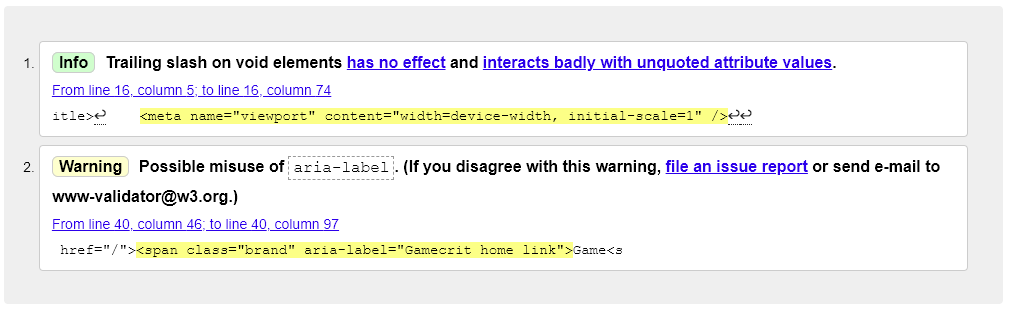 1. Info Trailing slash on void elements has no effect and interacts badly with unquoted attribute values.
From line 16, column 5; to line 16, column 74
itle>↩    <meta name="viewport" content="width=device-width, initial-scale=1" />↩↩
2. Warning Possible misuse of aria-label. (If you disagree with this warning, file an issue report or send e-mail to
www-validator@w3.org.)
From line 40, column 46; to line 40, column 97
href="/"><span class="brand" aria-label="Gamecrit home link">Game<s